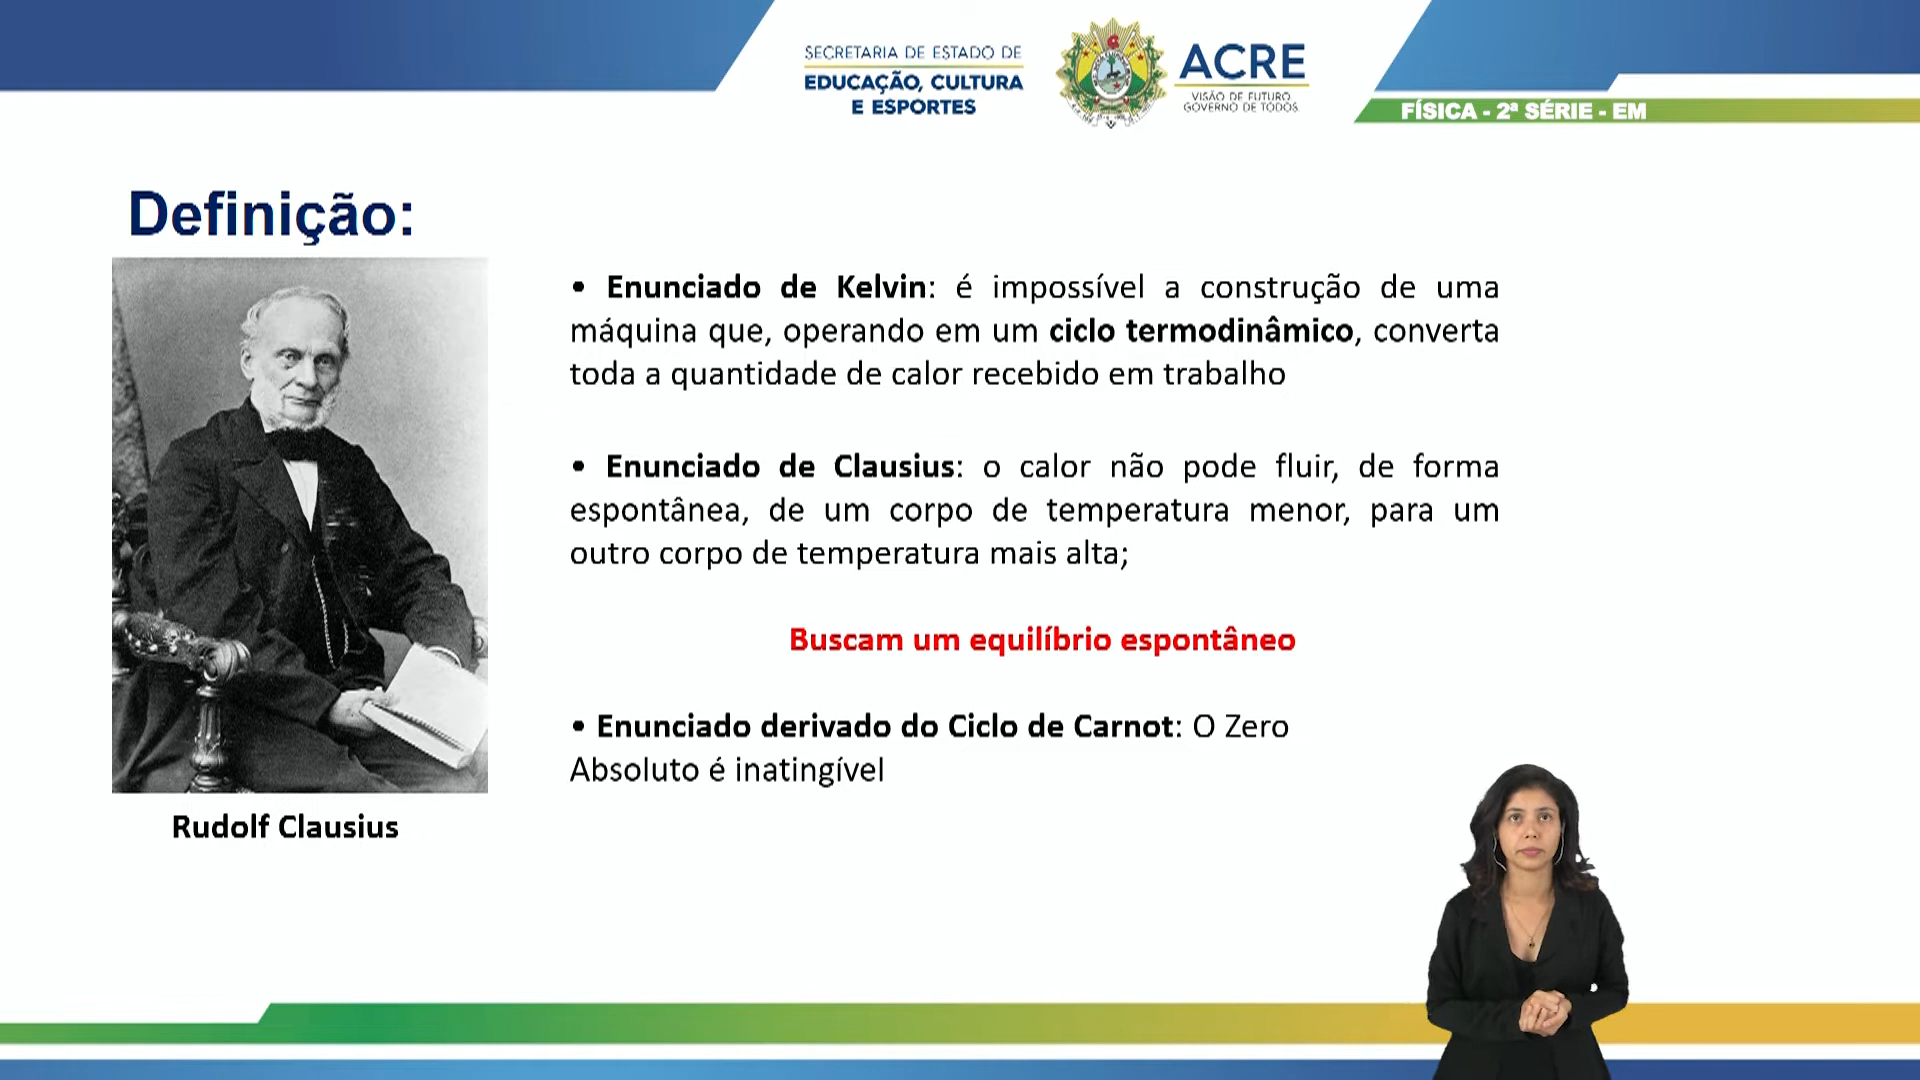 SECRETARIA DE ESTADO DE
EDUCAÇÃO, CULTURA
E ESPORTES
ACRE
VISÃO DE FUTURO.
GOVERNO DE TODOS.
FÍSICA - 2ª SÉRIE - EM
Definição:
• Enunciado de Kelvin: é impossível a construção de uma
máquina que, operando em um ciclo termodinâmico, converta
toda a quantidade de calor recebido em trabalho
• Enunciado de Clausius: o calor não pode fluir, de forma
espontânea, de um corpo de temperatura menor, para um
outro corpo de temperatura mais alta;
Buscam um equilíbrio espontâneo
• Enunciado derivado do Ciclo de Carnot: O Zero
Absoluto é inatingível
Rudolf Clausius